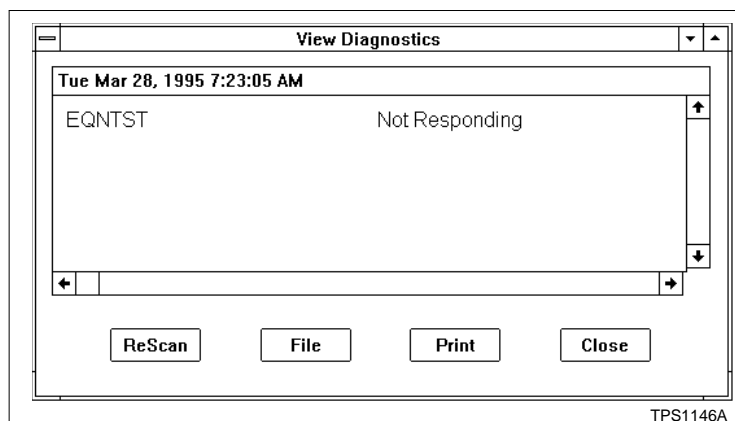 View Diagnostics
Tue Mar 28, 1995 7:23:05 AM
EQNTST Not Responding
ReScan File Print Close
TPS1146A